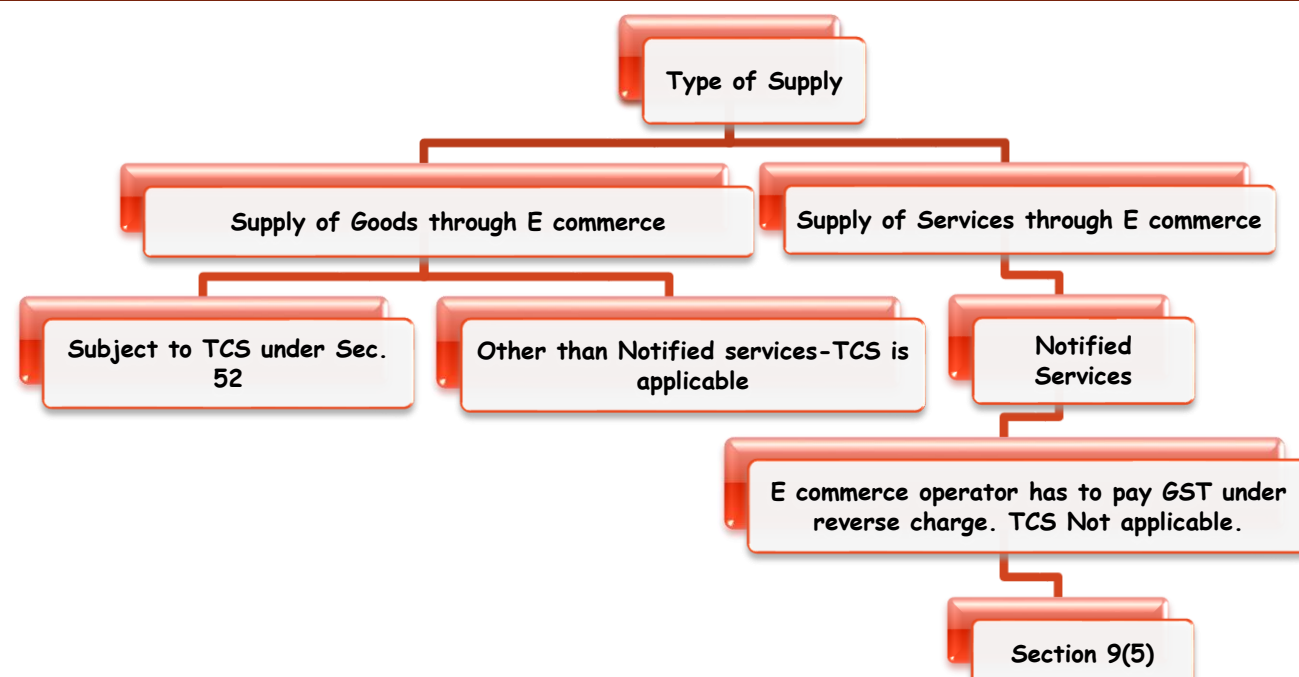 Type of Supply
Supply of Goods through E commerce
Supply of Services through E commerce
Subject to TCS under Sec.
52
Other than Notified services-TCS is
applicable
Notified
Services
E commerce operator has to pay GST under
reverse charge. TCS Not applicable.
Section 9(5)